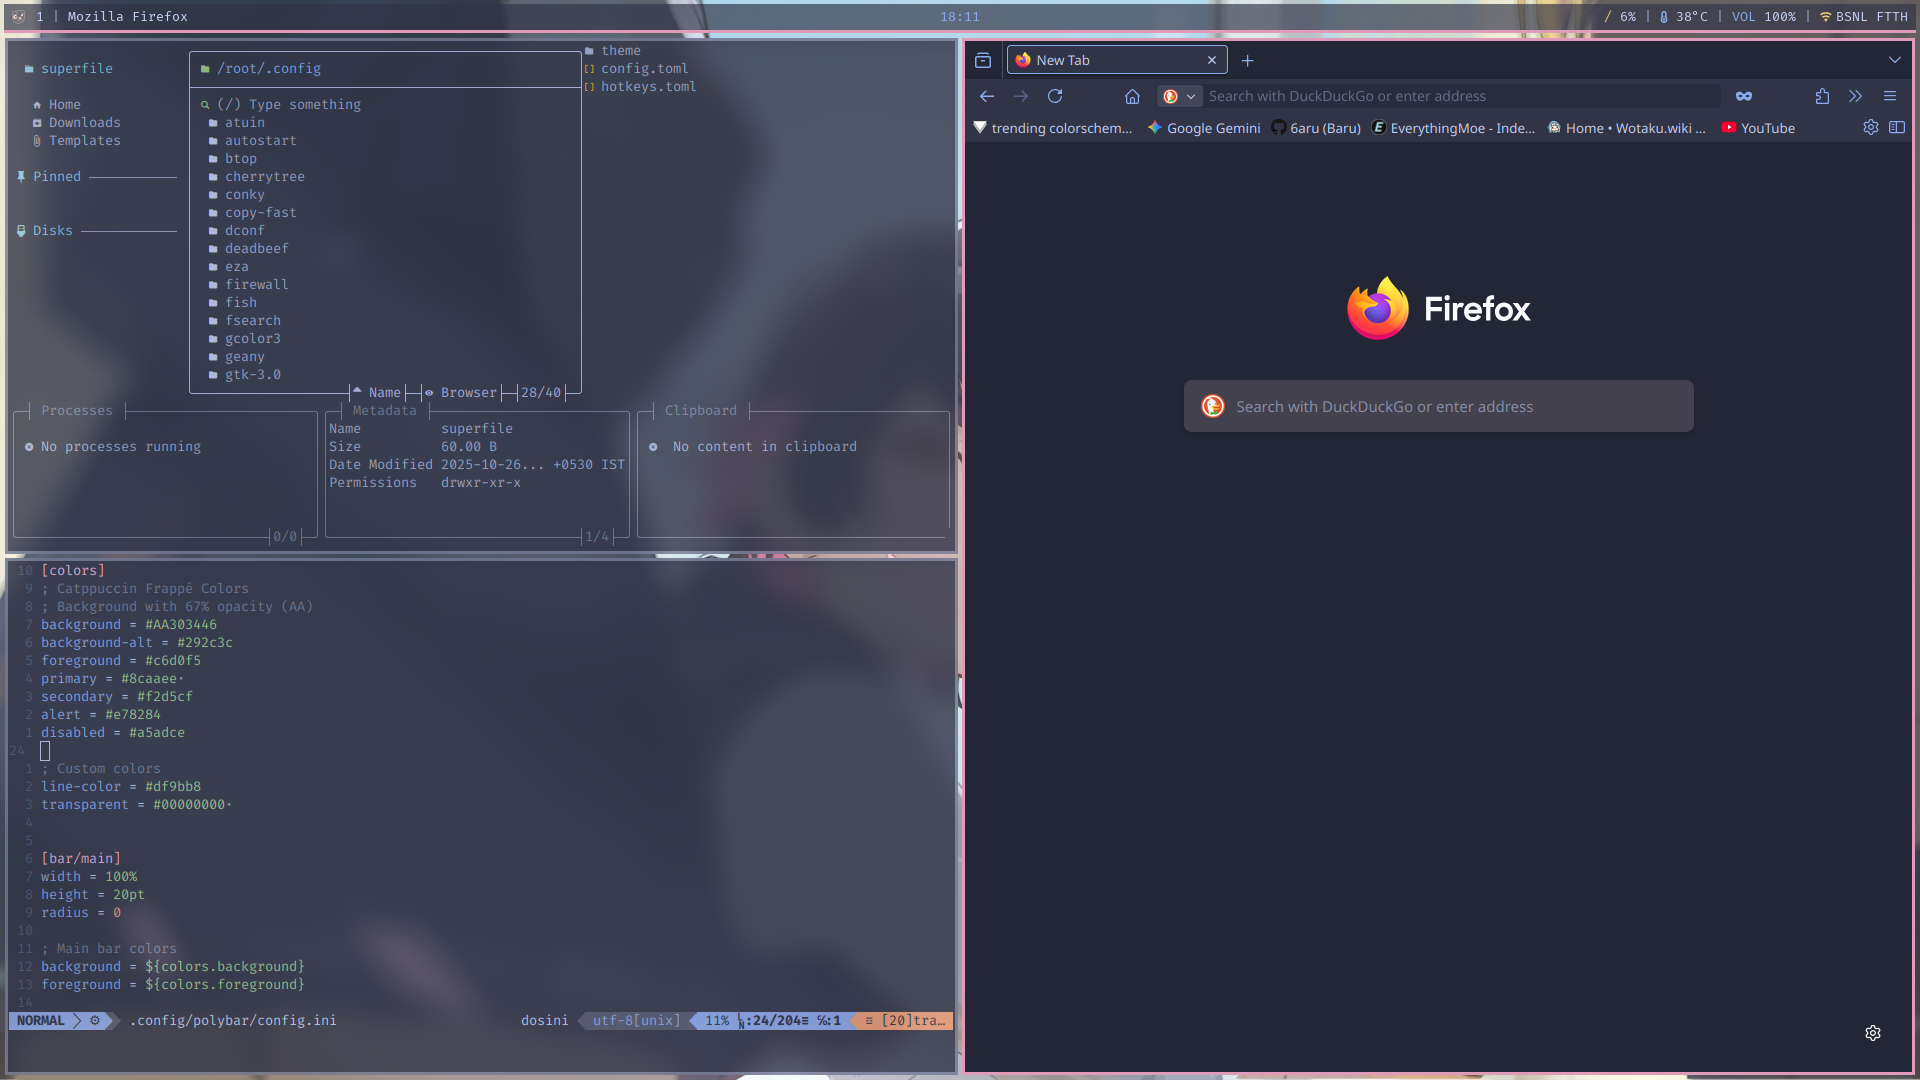 1 | Mozilla Firefox
18:11
6% | 38°C | VOL 100% | BSNL FTTH
superfile
Home
Downloads
Templates
Pinned
Disks
/root/.config
(/) Type something
atuin
autostart
btop
cherrytree
conky
copy-fast
dconf
deadbeef
eza
firewall
fish
fsearch
gcolor3
geany
gtk-3.0
Name
Browser
28/40
theme
config.toml
hotkeys.toml
Processes
No processes running
0/0
Metadata
Name superfile
Size 60.00 B
Date Modified 2025-10-26... +0530 IST
Permissions drwxr-xr-x
1/4
Clipboard
No content in clipboard
10 [colors]
9 ; Catppuccin Frappé Colors
8 ; Background with 67% opacity (AA)
7 background = #AA303446
6 background-alt = #292c3c
5 foreground = #c6d0f5
4 primary = #8caaee·
3 secondary = #f2d5cf
2 alert = #e78284
1 disabled = #a5adce
24
1 ; Custom colors
2 line-color = #df9bb8
3 transparent = #00000000·
4
5
6 [bar/main]
7 width = 100%
8 height = 20pt
9 radius = 0
10
11 ; Main bar colors
12 background = ${colors.background}
13 foreground = ${colors.foreground}
14
NORMAL .config/polybar/config.ini dosini utf-8[unix] 11% :24/204≡ ℅:1 [20]tra…
New Tab
Search with DuckDuckGo or enter address
trending colorschem…
Google Gemini
6aru (Baru)
EverythingMoe - Inde…
Home • Wotaku.wiki …
YouTube
Firefox
Search with DuckDuckGo or enter address